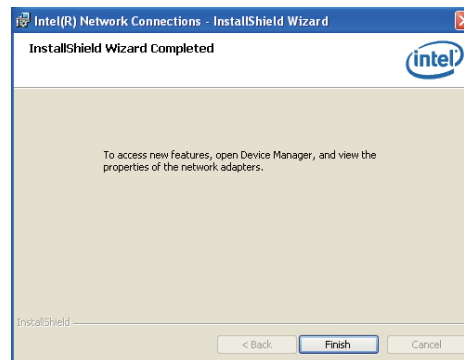 Intel(R) Network Connections - InstallShield Wizard
InstallShield Wizard Completed
intel
To access new features, open Device Manager, and view the
properties of the network adapters.
InstallShield
< Back
Finish
Cancel